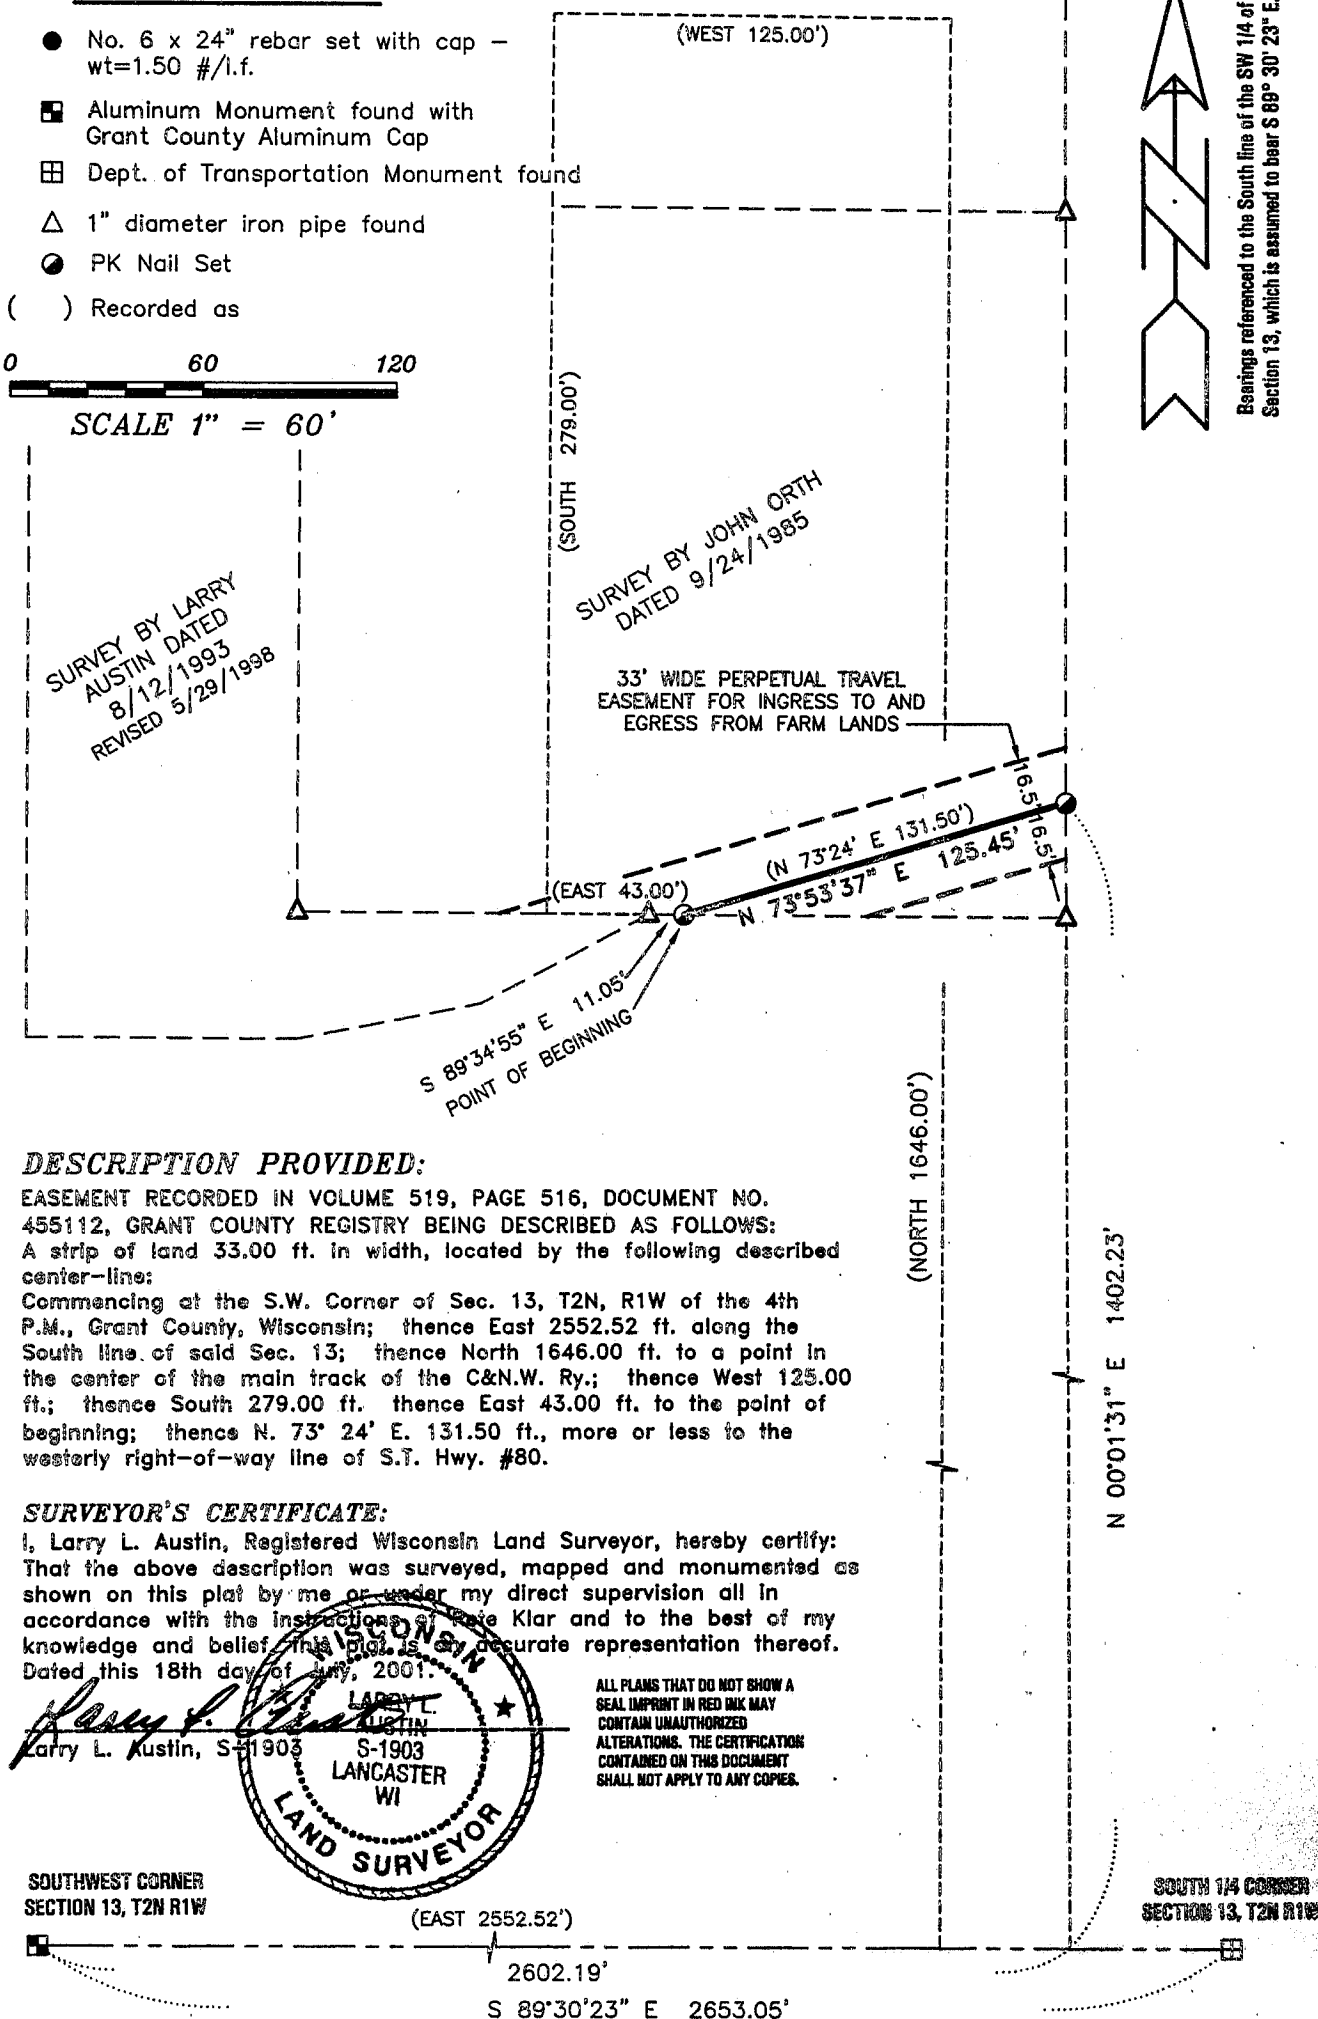 No. 6 x 24" rebar set with cap –
wt=1.50 #/l.f.
Aluminum Monument found with
Grant County Aluminum Cap
Dept. of Transportation Monument found
1" diameter iron pipe found
PK Nail Set
( ) Recorded as
0 60 120
SCALE 1" = 60'
(WEST 125.00')
Bearings referenced to the South line of the SW 1/4 of
Section 13, which is assumed to bear S 89° 30' 23" E.
(SOUTH 279.00')
SURVEY BY JOHN ORTH
DATED 9/24/1985
SURVEY BY LARRY
AUSTIN DATED
8/12/1993
REVISED 5/29/1998
33' WIDE PERPETUAL TRAVEL
EASEMENT FOR INGRESS TO AND
EGRESS FROM FARM LANDS
16.5'
16.5'
(N 73°24' E 131.50')
N 73°53'37" E 125.45'
(EAST 43.00')
S 89°34'55" E 11.05'
POINT OF BEGINNING
(NORTH 1646.00')
N 00°01'31" E 1402.23'
DESCRIPTION PROVIDED:
EASEMENT RECORDED IN VOLUME 519, PAGE 516, DOCUMENT NO.
455112, GRANT COUNTY REGISTRY BEING DESCRIBED AS FOLLOWS:
A strip of land 33.00 ft. in width, located by the following described
center-line:
Commencing at the S.W. Corner of Sec. 13, T2N, R1W of the 4th
P.M., Grant County, Wisconsin; thence East 2552.52 ft. along the
South line of said Sec. 13; thence North 1646.00 ft. to a point in
the center of the main track of the C&N.W. Ry.; thence West 125.00
ft.; thence South 279.00 ft. thence East 43.00 ft. to the point of
beginning; thence N. 73° 24' E. 131.50 ft., more or less to the
westerly right-of-way line of S.T. Hwy. #80.
SURVEYOR'S CERTIFICATE:
I, Larry L. Austin, Registered Wisconsin Land Surveyor, hereby certify:
That the above description was surveyed, mapped and monumented as
shown on this plat by me or under my direct supervision all in
accordance with the instructions of Pete Klar and to the best of my
knowledge and belief this plat is an accurate representation thereof.
Dated this 18th day of July, 2001.
Larry L. Austin
Larry L. Austin, S-1903
WISCONSIN
LARRY L.
AUSTIN
S-1903
LANCASTER
WI
LAND SURVEYOR
ALL PLANS THAT DO NOT SHOW A
SEAL IMPRINT IN RED INK MAY
CONTAIN UNAUTHORIZED
ALTERATIONS. THE CERTIFICATION
CONTAINED ON THIS DOCUMENT
SHALL NOT APPLY TO ANY COPIES.
SOUTHWEST CORNER
SECTION 13, T2N R1W
SOUTH 1/4 CORNER
SECTION 13, T2N R1W
(EAST 2552.52')
2602.19'
S 89°30'23" E 2653.05'